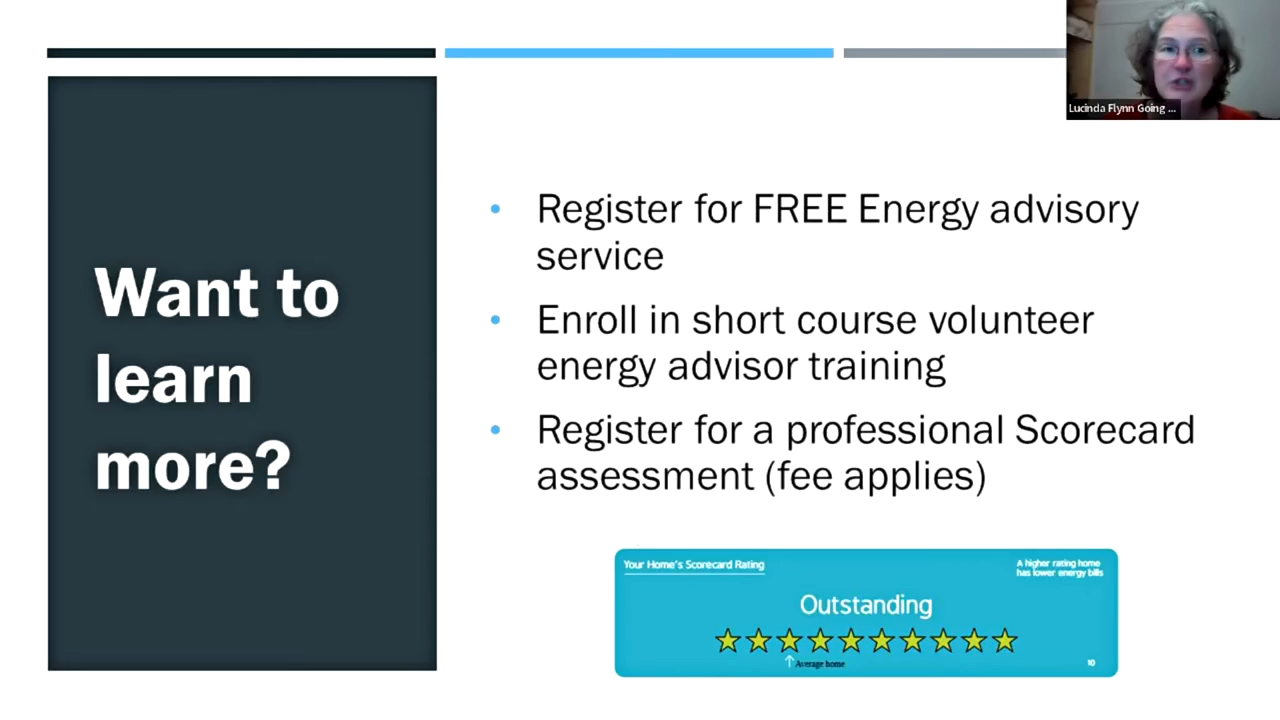 Lucinda Flynn Going ...
Want to
learn
more?
• Register for FREE Energy advisory
service
• Enroll in short course volunteer
energy advisor training
• Register for a professional Scorecard
assessment (fee applies)
Your Home's Scorecard Rating
A higher rating home
has lower energy bills
Outstanding
Average home
10